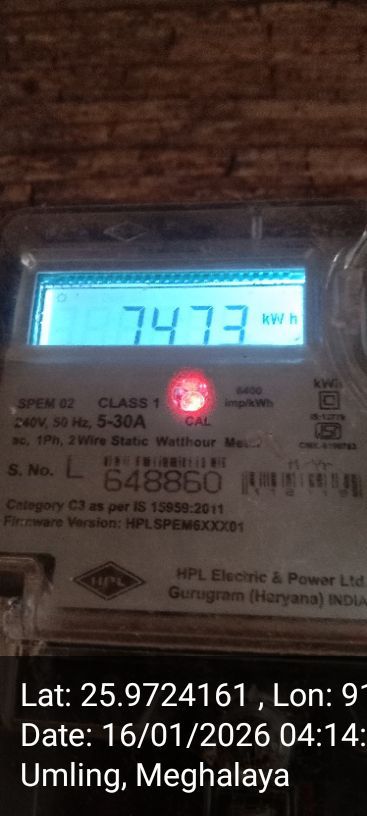 7473 kWh
kWh
SPEM 02 CLASS 1 6400
imp/kWh
240V, 50 Hz, 5-30A CAL
ac, 1Ph, 2Wire Static Watthour
S. No. L 648860
Category C3 as per IS 15959:2011
Firmware Version: HPLSPEM6XXX01
HPL
HPL Electric & Power Ltd.
Gurugram (Haryana) INDIA
Lat: 25.9724161 , Lon: 91
Date: 16/01/2026 04:14:
Umling, Meghalaya